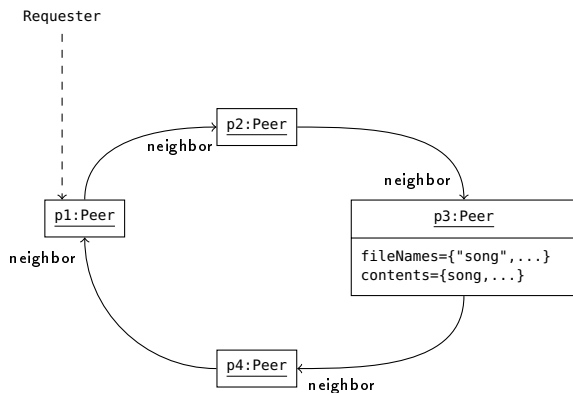 Requester
p2:Peer
neighbor
neighbor
p1:Peer
p3:Peer
neighbor
fileNames={"song",...}
contents={song,...}
p4:Peer
neighbor